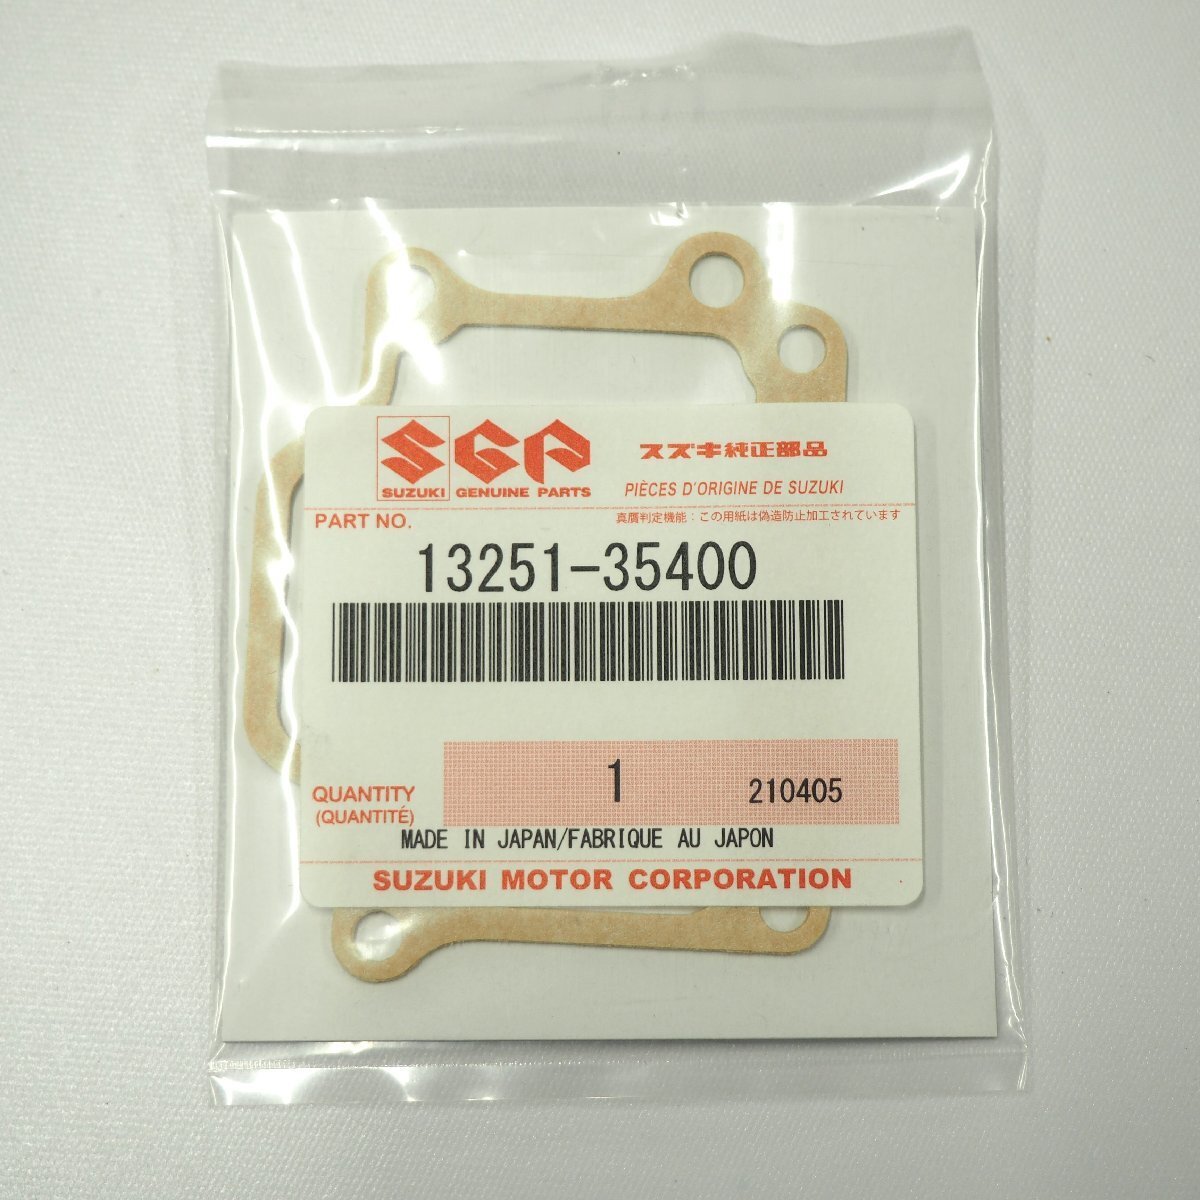 SUZUKI
SGP
GENUINE PARTS
スズキ純正部品
PIÈCES D'ORIGINE DE SUZUKI
PART NO.
真贋判定機能：この用紙は偽造防止加工されています
13251-35400
QUANTITY
(QUANTITÉ)
1
210405
MADE IN JAPAN/FABRIQUE AU JAPON
SUZUKI MOTOR CORPORATION